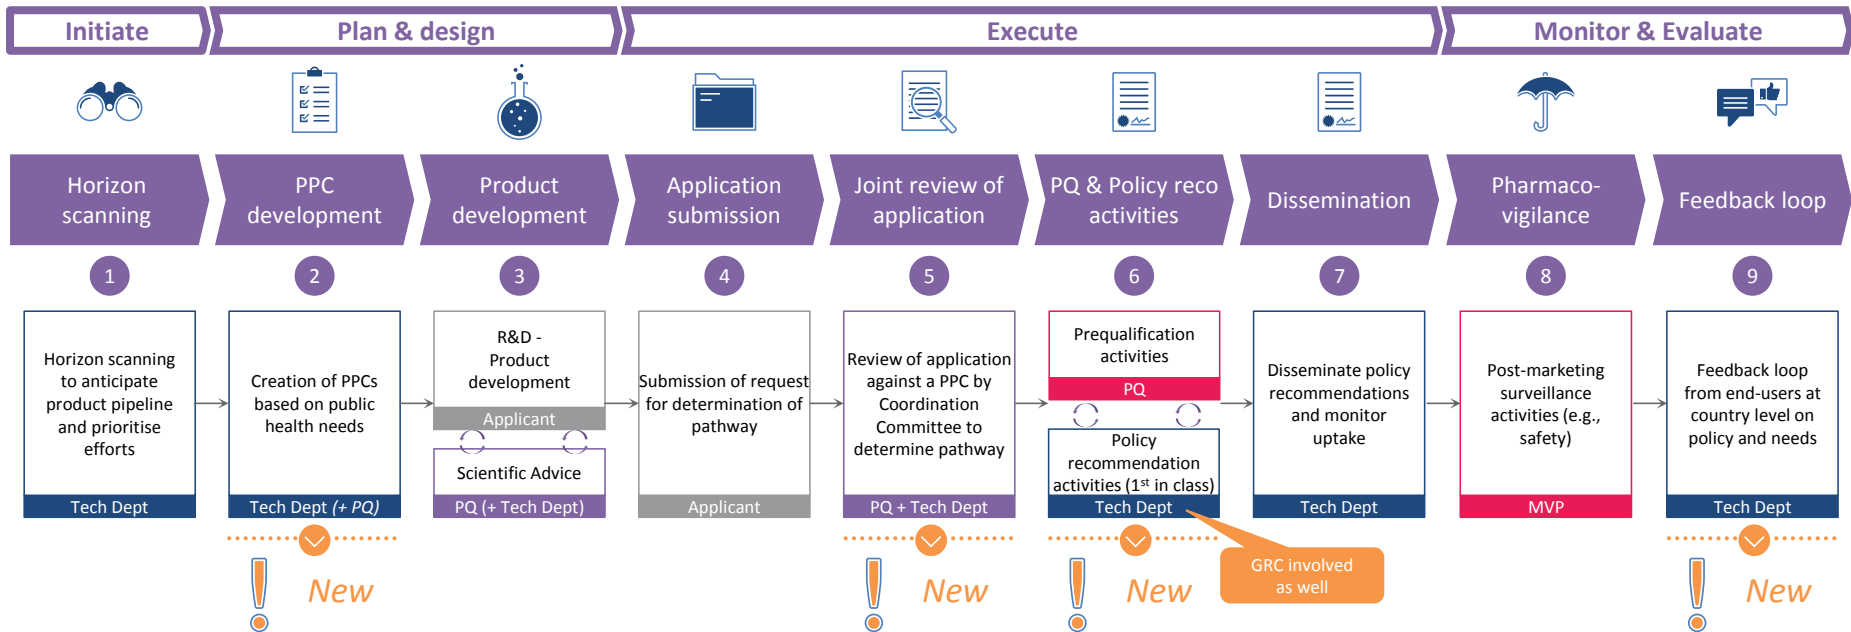 Initiate
Plan & design
Execute
Monitor & Evaluate
Horizon
scanning
PPC
development
Product
development
Application
submission
Joint review of
application
PQ & Policy reco
activities
Dissemination
Pharmaco-
vigilance
Feedback loop
1
2
3
4
5
6
7
8
9
Horizon scanning
to anticipate
product pipeline
and prioritise
efforts
Tech Dept
Creation of PPCs
based on public
health needs
Tech Dept (+ PQ)
R&D -
Product
development
Applicant
Scientific Advice
PQ (+ Tech Dept)
Submission of request
for determination of
pathway
Applicant
Review of application
against a PPC by
Coordination
Committee to
determine pathway
PQ + Tech Dept
Prequalification
activities
PQ
Policy
recommendation
activities (1st in class)
Tech Dept
Disseminate policy
recommendations
and monitor
uptake
Tech Dept
Post-marketing
surveillance
activities (e.g.,
safety)
MVP
Feedback loop
from end-users at
country level on
policy and needs
Tech Dept
New
New
New
GRC involved
as well
New